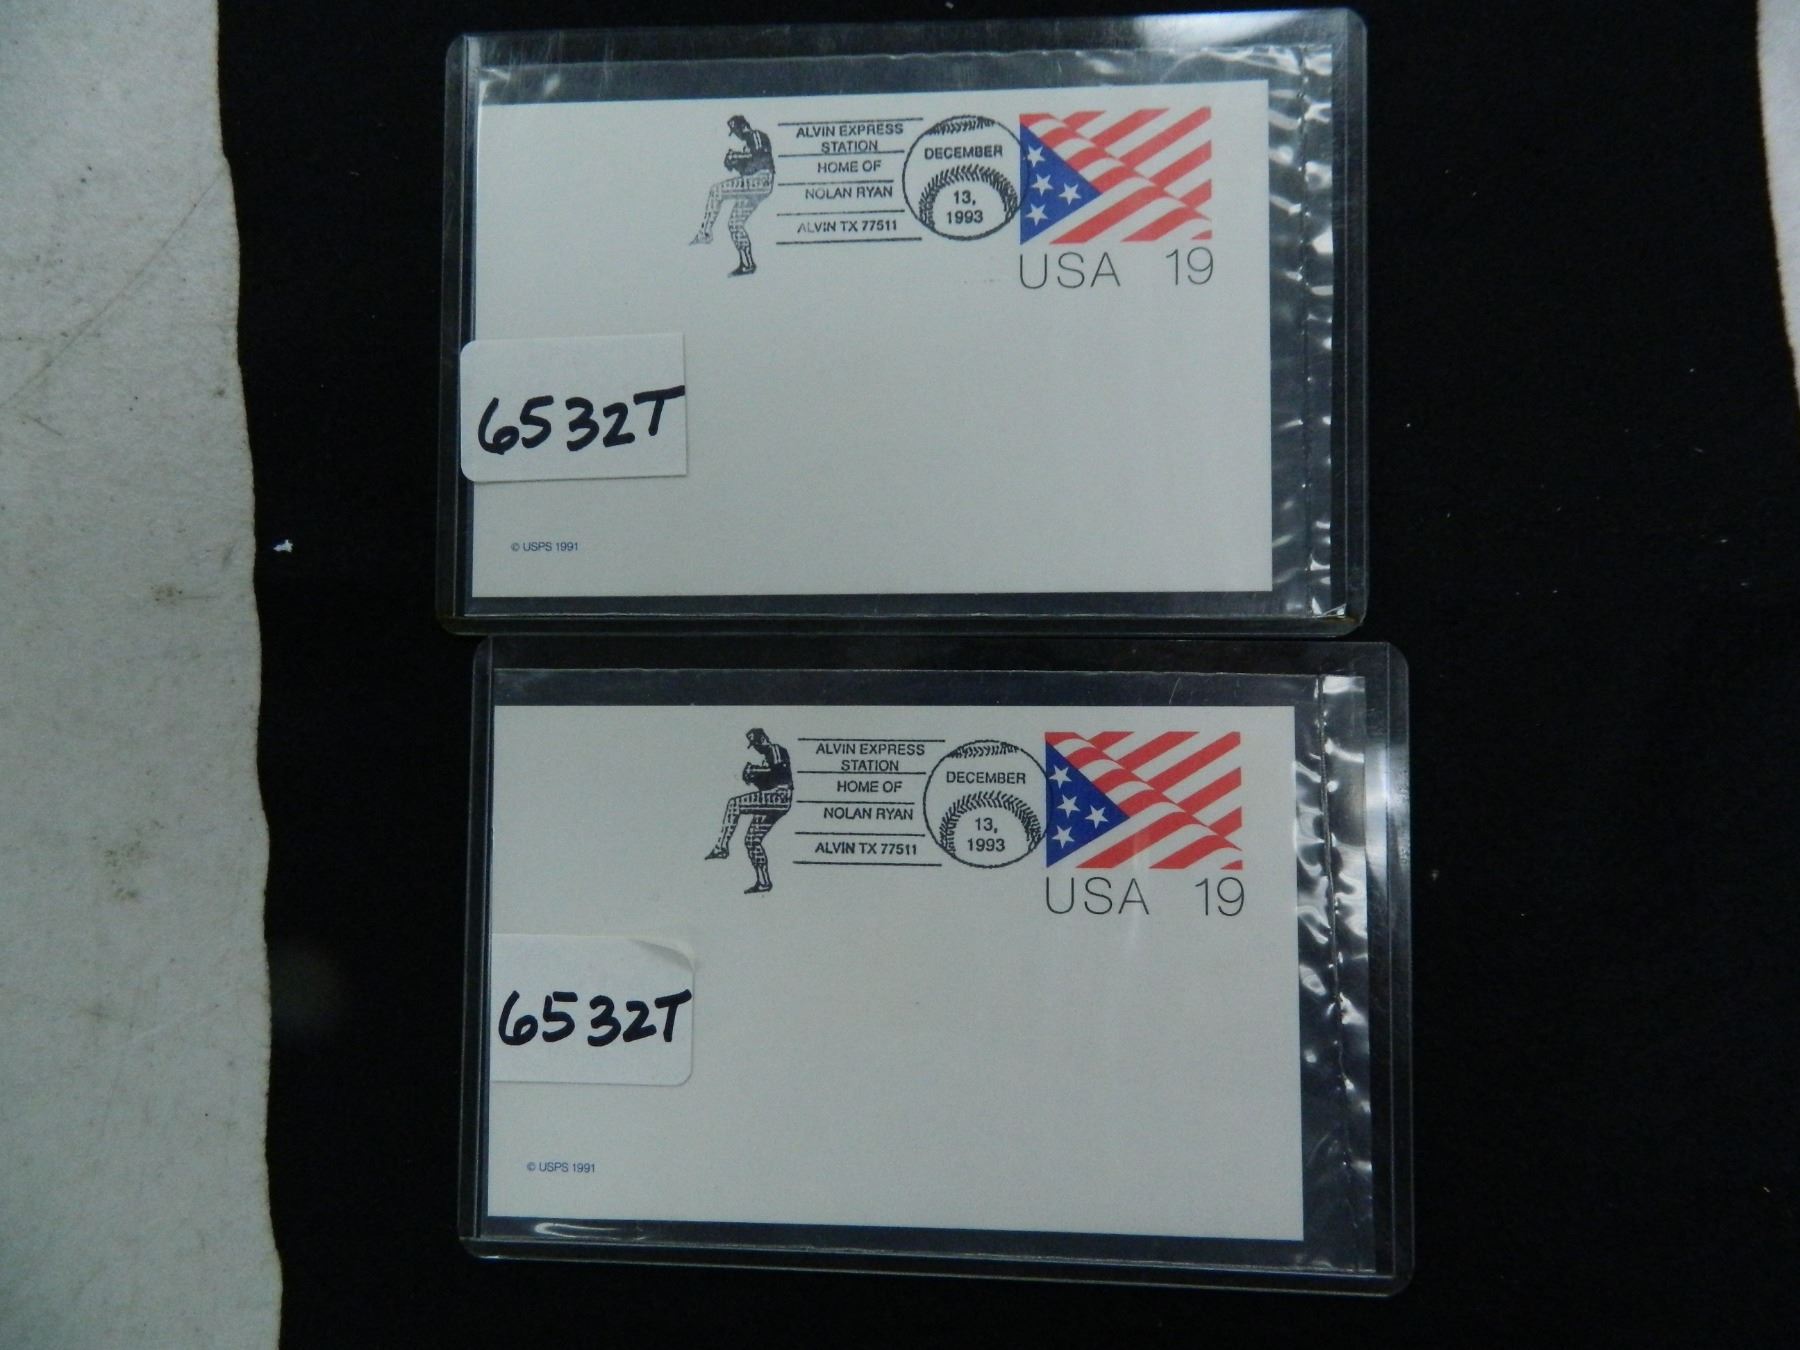 ALVIN EXPRESS
STATION
HOME OF
NOLAN RYAN
ALVIN TX 77511
DECEMBER
13,
1993
USA 19
6532T
© USPS 1991
ALVIN EXPRESS
STATION
HOME OF
NOLAN RYAN
ALVIN TX 77511
DECEMBER
13,
1993
USA 19
6532T
© USPS 1991